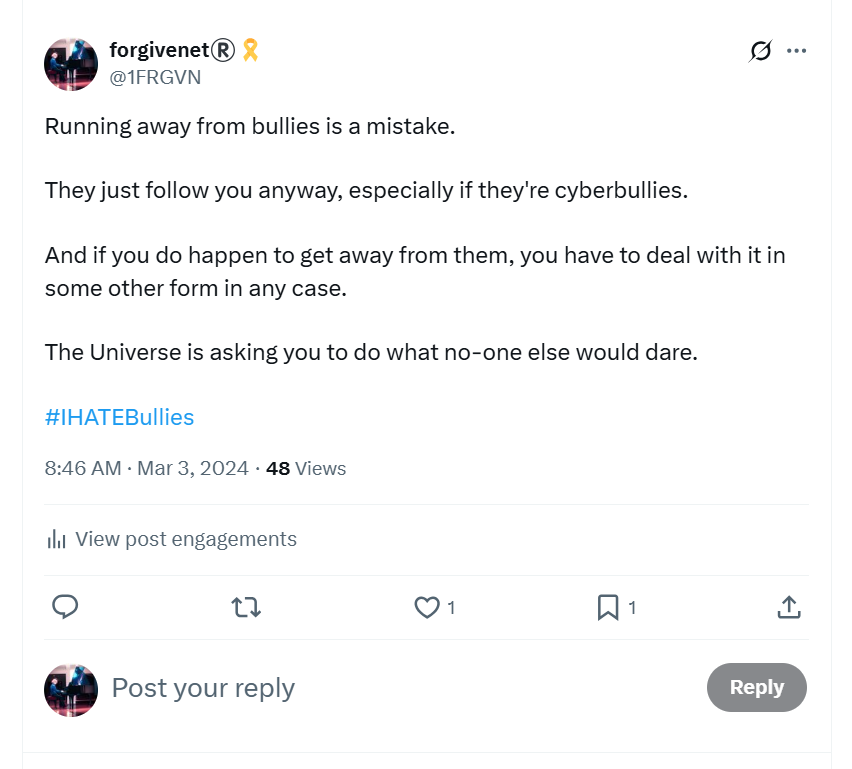 forgivenet®🎗
@1FRGVN
Running away from bullies is a mistake.
They just follow you anyway, especially if they're cyberbullies.
And if you do happen to get away from them, you have to deal with it in
some other form in any case.
The Universe is asking you to do what no-one else would dare.
#IHATEBullies
8:46 AM · Mar 3, 2024 · 48 Views
View post engagements
1 1
Post your reply Reply